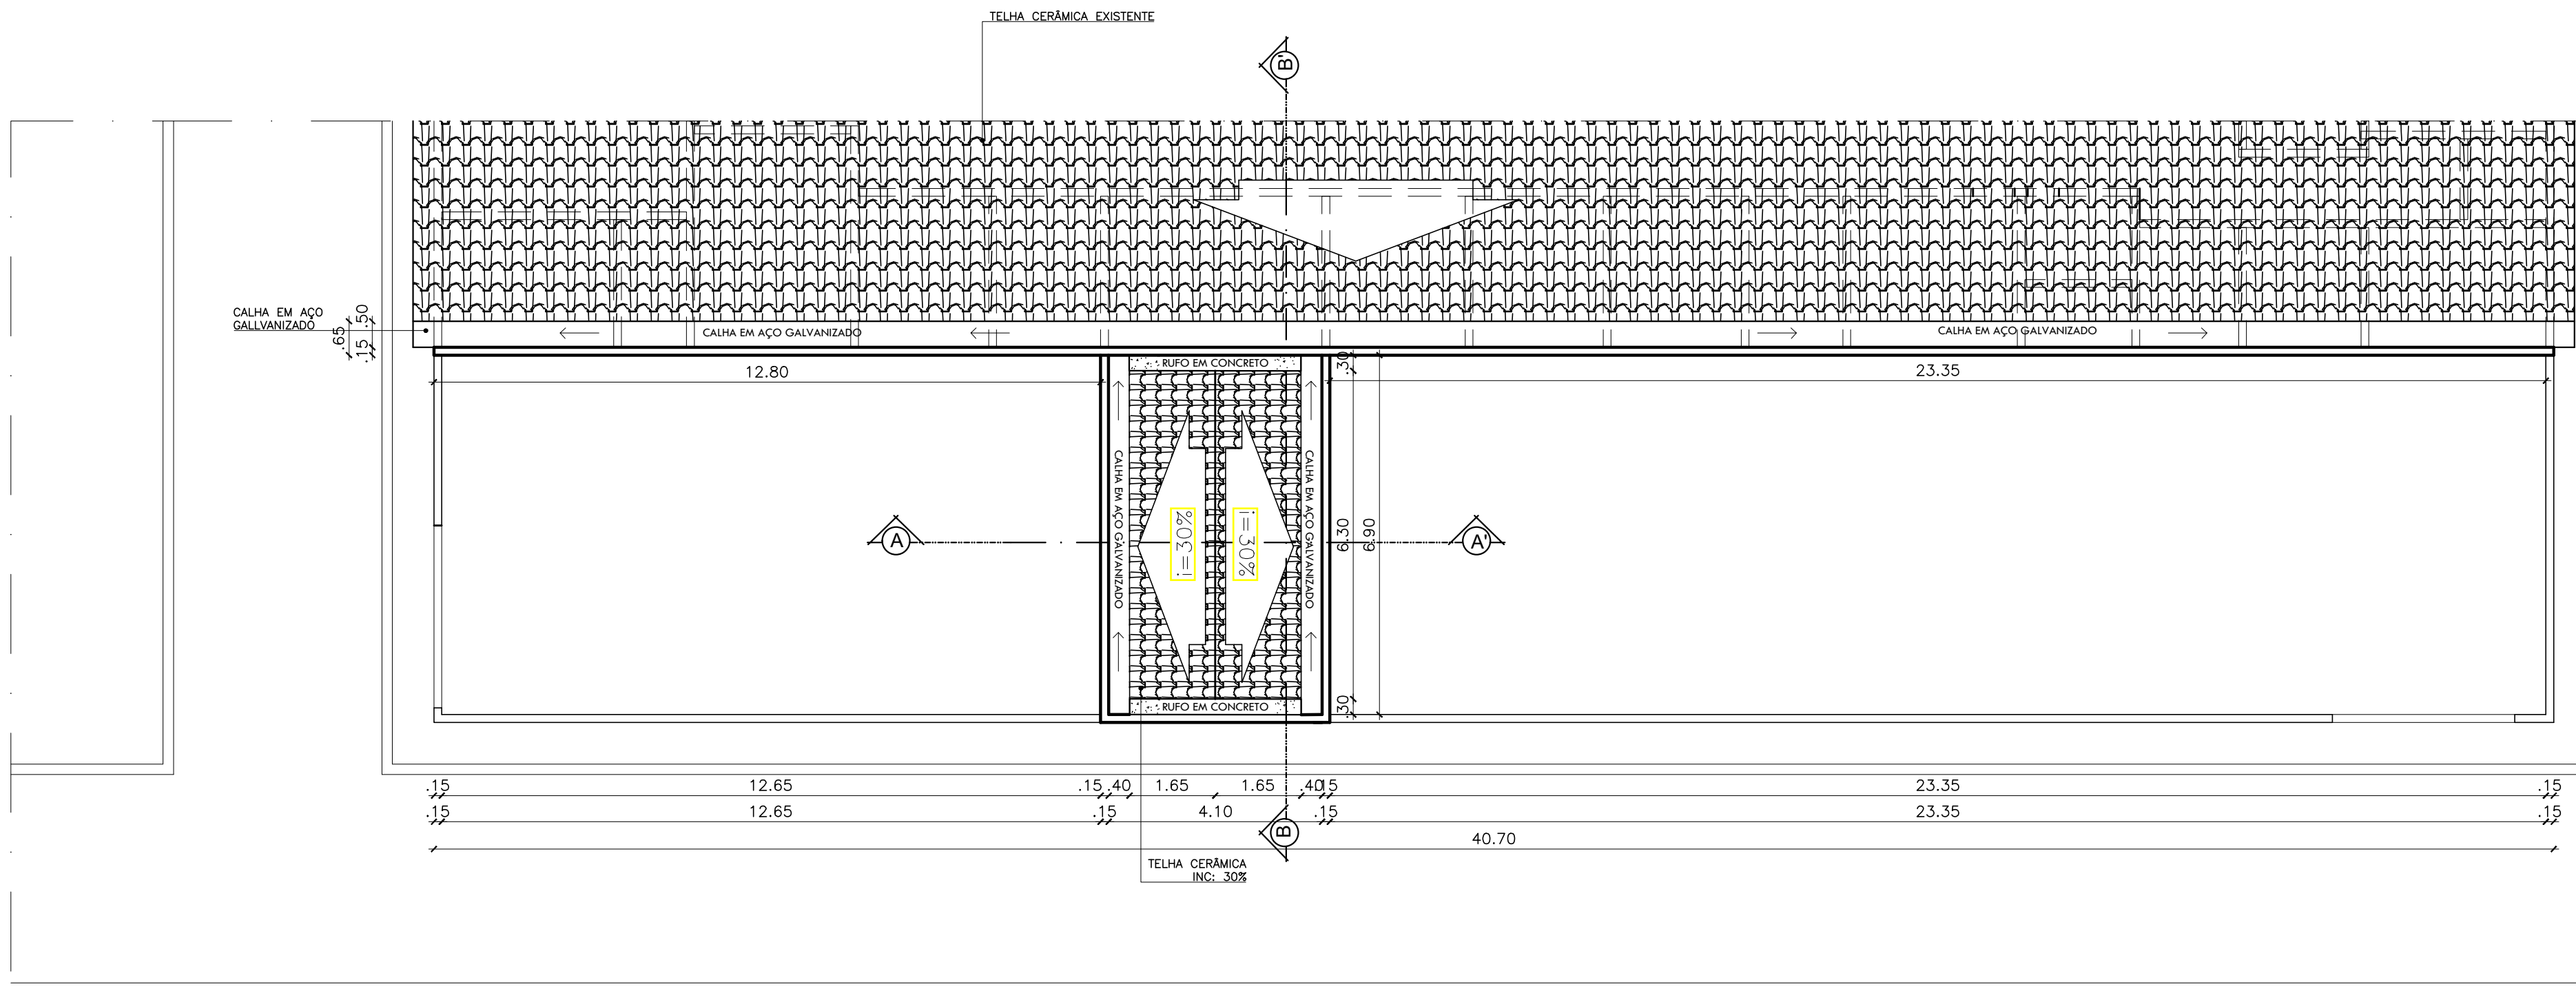 TELHA CERÂMICA EXISTENTE
B'
CALHA EM AÇO
GALLVANIZADO
.65
.15 .50
CALHA EM AÇO GALVANIZADO
CALHA EM AÇO GALVANIZADO
RUFO EM CONCRETO
.30
12.80
23.35
CALHA EM AÇO GALVANIZADO
CALHA EM AÇO GALVANIZADO
i=30%
i=30%
6.30
6.90
A
A'
RUFO EM CONCRETO
.30
.15
12.65
.15
.40
1.65
1.65
.40
.15
23.35
.15
.15
12.65
.15
4.10
.15
23.35
.15
B
40.70
TELHA CERÂMICA
INC: 30%